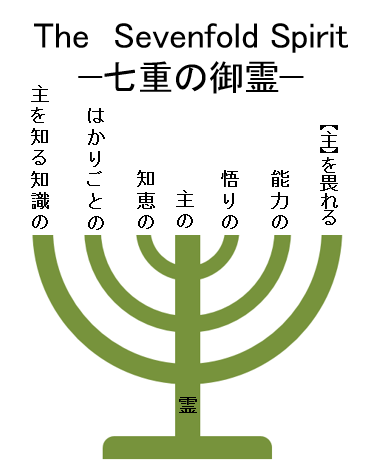 The Sevenfold Spirit
－七重の御霊－
主を知る知識の
はかりごとの
知恵の
主の
悟りの
能力の
【主】を畏れる
霊